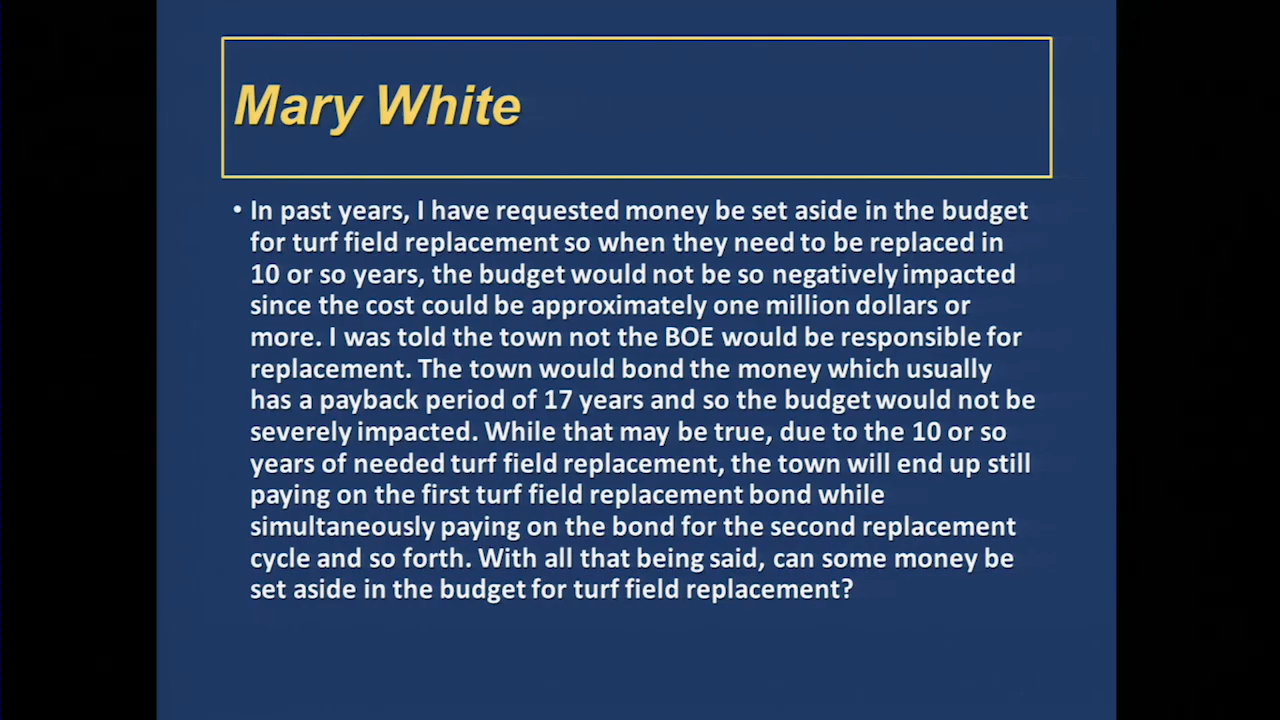 Mary White
• In past years, I have requested money be set aside in the budget
for turf field replacement so when they need to be replaced in
10 or so years, the budget would not be so negatively impacted
since the cost could be approximately one million dollars or
more. I was told the town not the BOE would be responsible for
replacement. The town would bond the money which usually
has a payback period of 17 years and so the budget would not be
severely impacted. While that may be true, due to the 10 or so
years of needed turf field replacement, the town will end up still
paying on the first turf field replacement bond while
simultaneously paying on the bond for the second replacement
cycle and so forth. With all that being said, can some money be
set aside in the budget for turf field replacement?